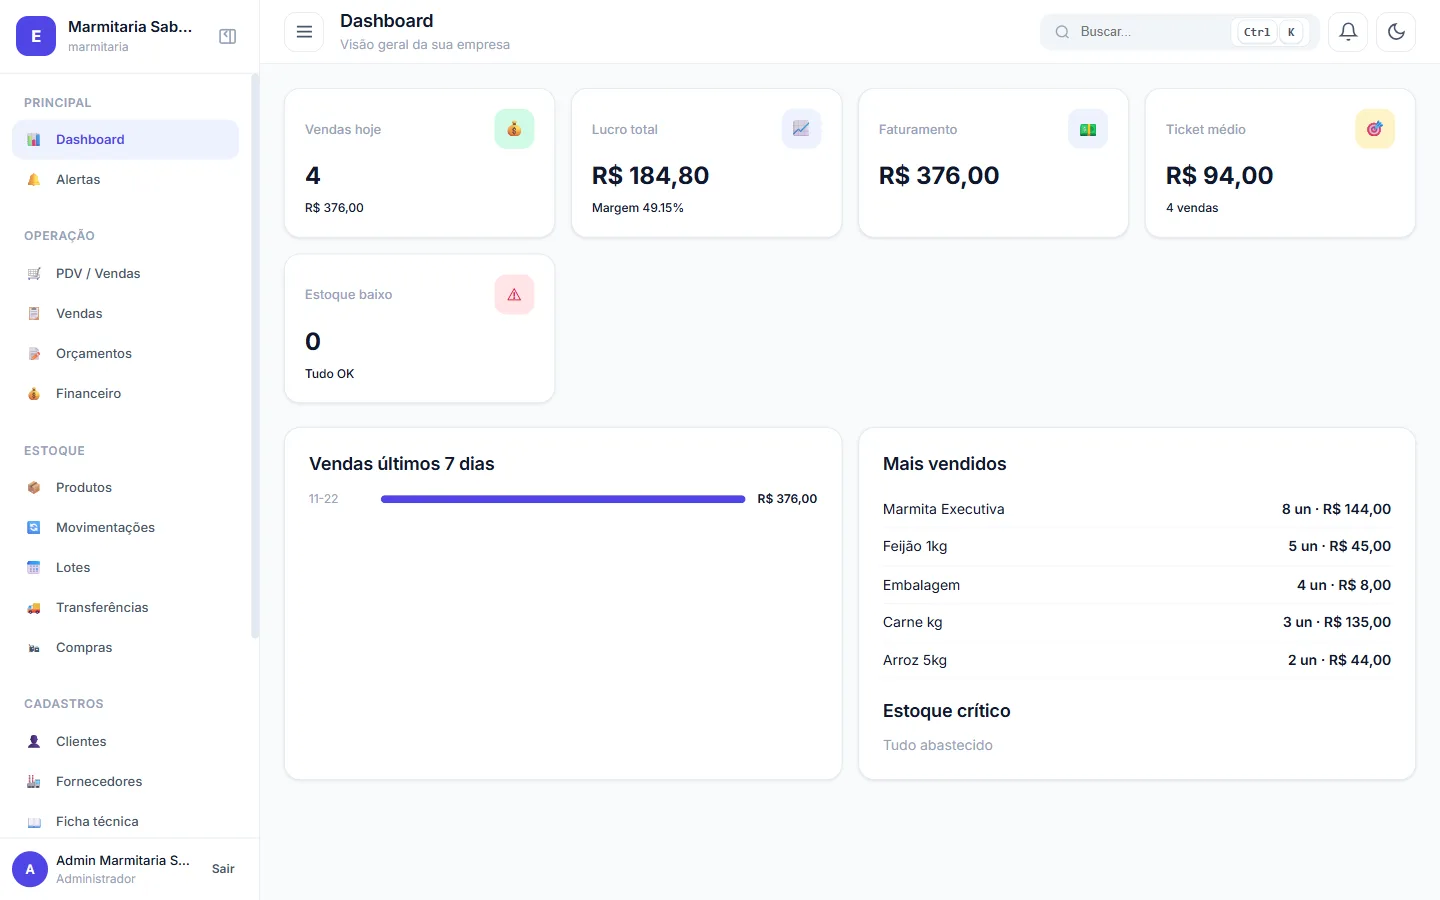 E
Marmitaria Sab...
marmitaria
PRINCIPAL
Dashboard
Alertas
OPERAÇÃO
PDV / Vendas
Vendas
Orçamentos
Financeiro
ESTOQUE
Produtos
Movimentações
Lotes
Transferências
Compras
CADASTROS
Clientes
Fornecedores
Ficha técnica
A
Admin Marmitaria S...
Administrador
Sair
Dashboard
Visão geral da sua empresa
Buscar...
Ctrl K
Vendas hoje
4
R$ 376,00
Lucro total
R$ 184,80
Margem 49.15%
Faturamento
R$ 376,00
Ticket médio
R$ 94,00
4 vendas
Estoque baixo
0
Tudo OK
Vendas últimos 7 dias
11-22 R$ 376,00
Mais vendidos
Marmita Executiva 8 un · R$ 144,00
Feijão 1kg 5 un · R$ 45,00
Embalagem 4 un · R$ 8,00
Carne kg 3 un · R$ 135,00
Arroz 5kg 2 un · R$ 44,00
Estoque crítico
Tudo abastecido